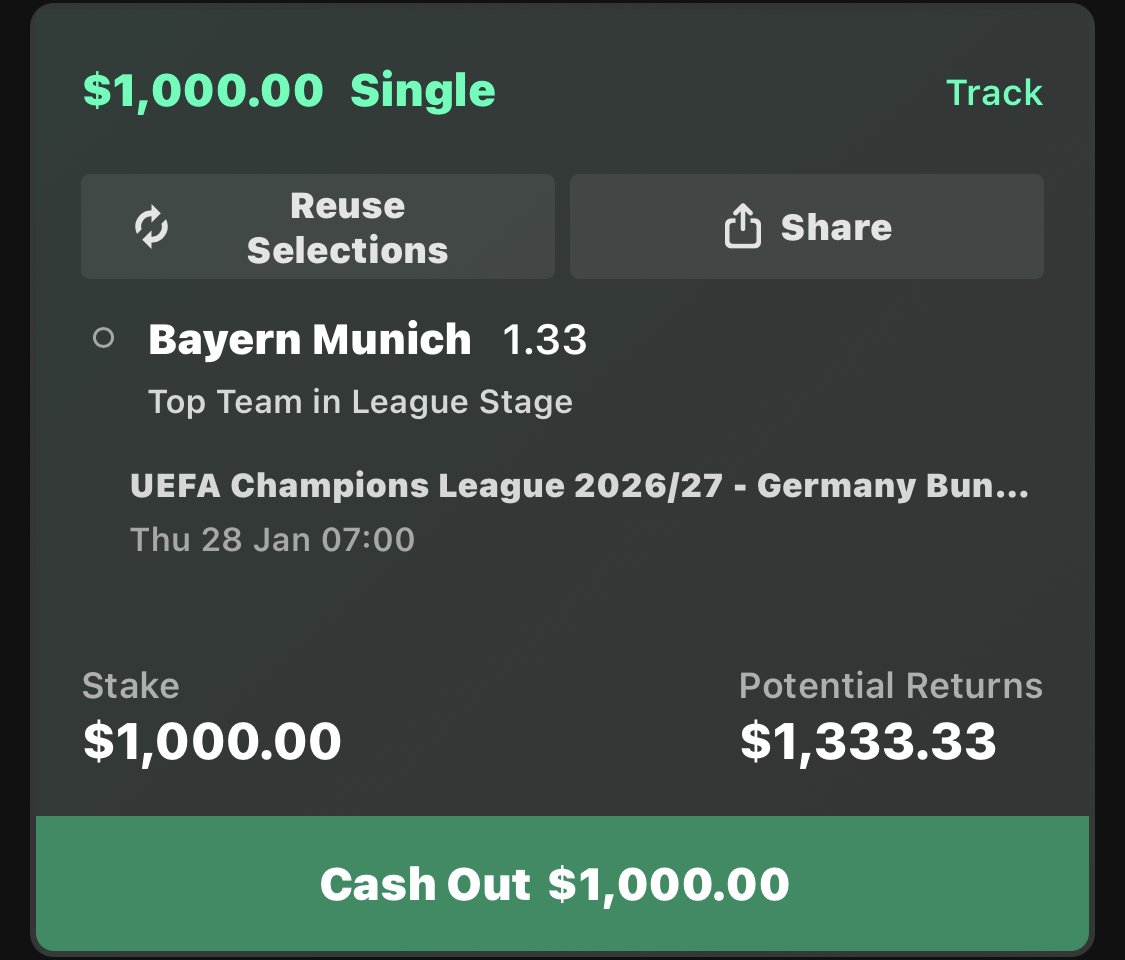 $1,000.00 Single
Track
Reuse
Selections
Share
Bayern Munich 1.33
Top Team in League Stage
UEFA Champions League 2026/27 - Germany Bun...
Thu 28 Jan 07:00
Stake
Potential Returns
$1,000.00
$1,333.33
Cash Out $1,000.00